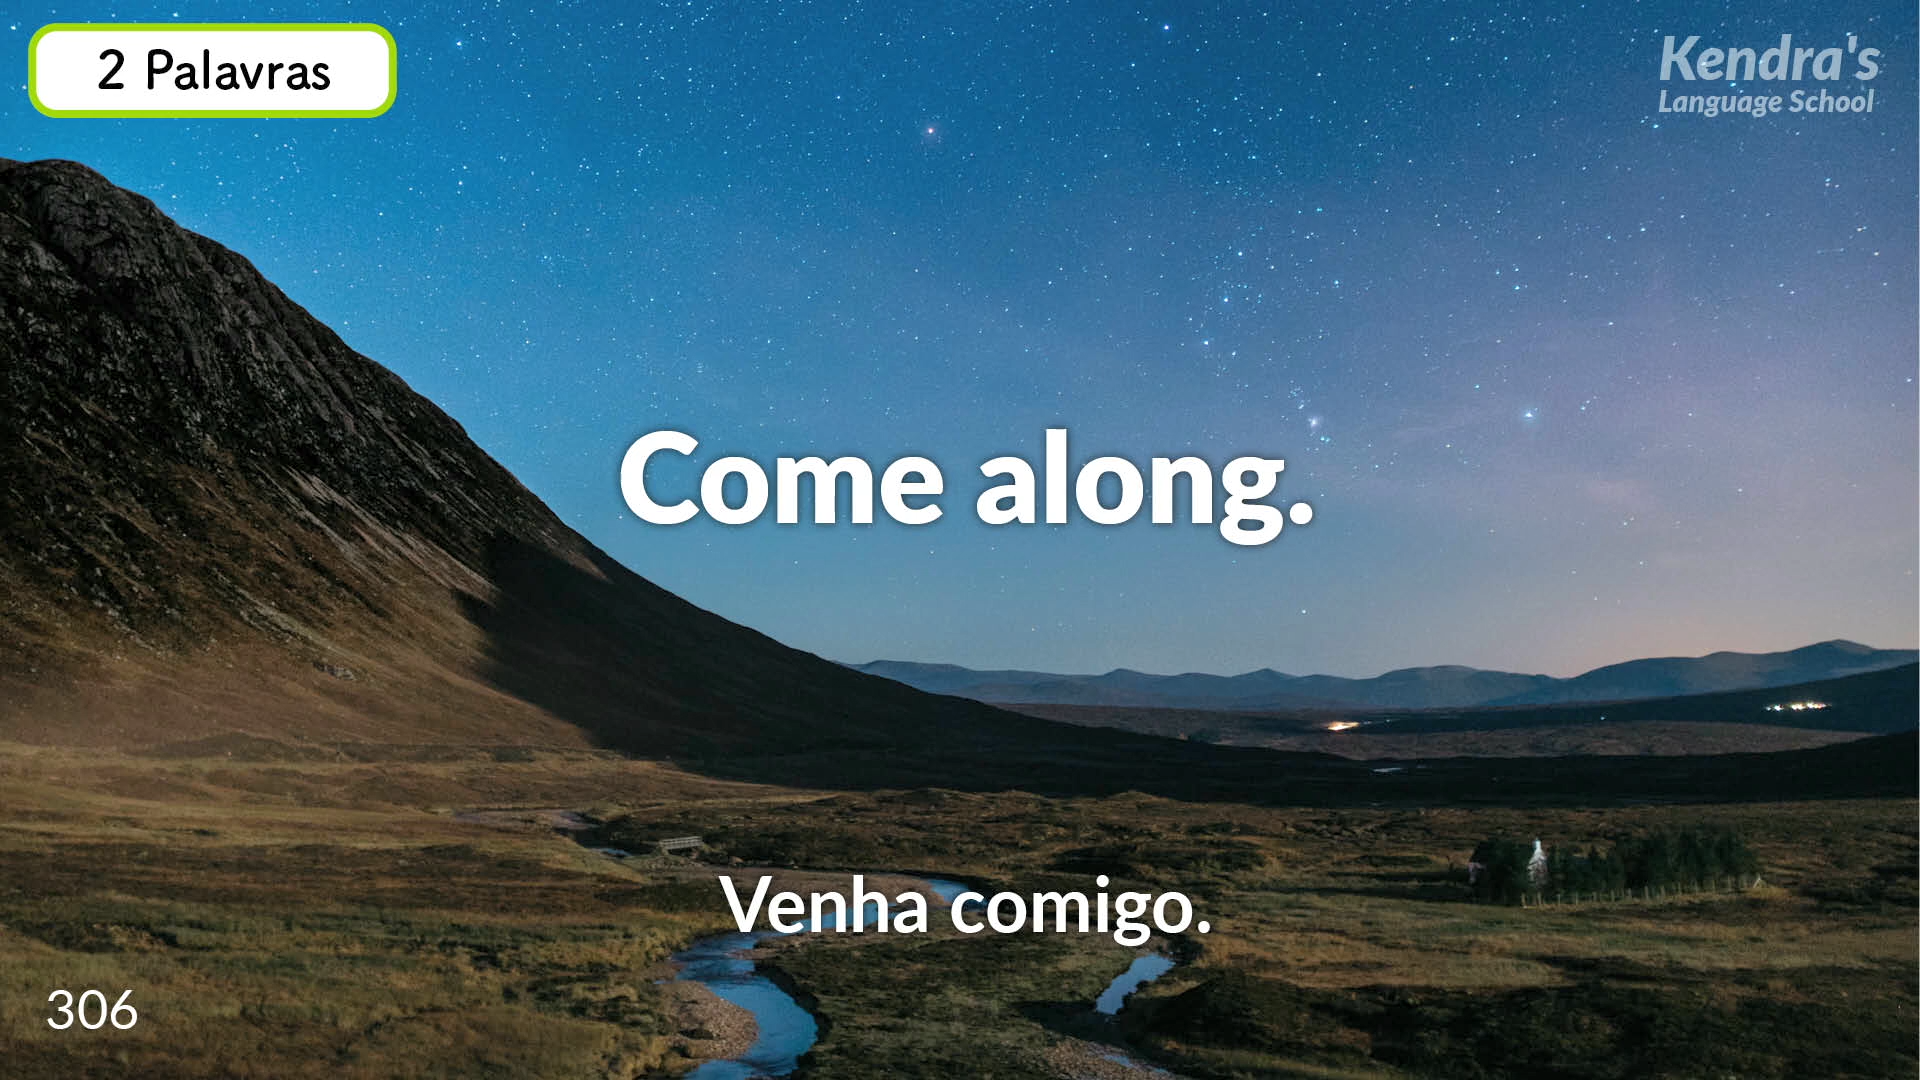 2 Palavras
Kendra's
Language School
Come along.
Venha comigo.
306